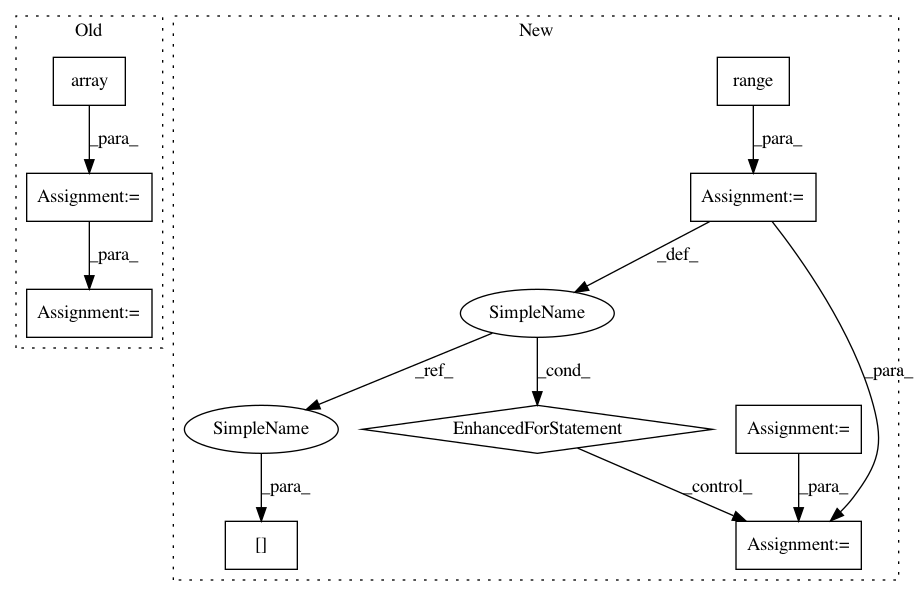 Old
New
array
range
_para_
_para_
Assignment:=
Assignment:=
_para_
_def_
Assignment:=
SimpleName
_ref_
_cond_
_para_
SimpleName
EnhancedForStatement
Assignment:=
_para_
_control_
_para_
[]
Assignment:=